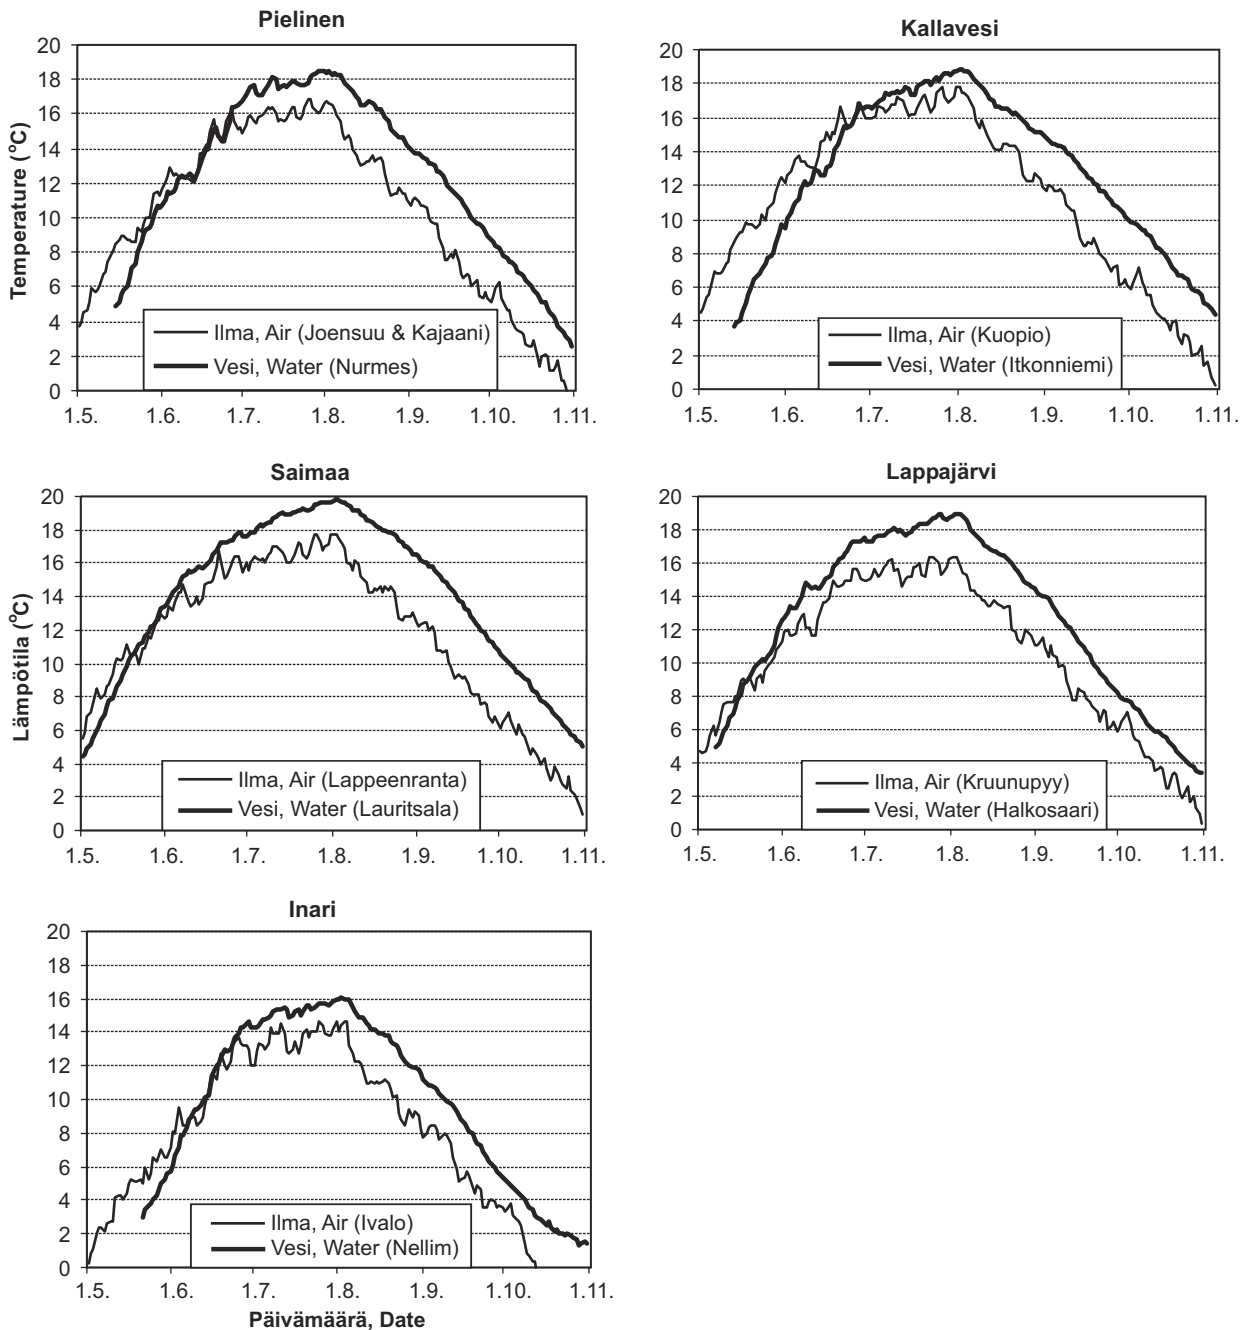 Pielinen
20
18
16
14
12
10
8
6
4
2
0
Temperature (°C)
Ilma, Air (Joensuu & Kajaani)
Vesi, Water (Nurmes)
1.5. 1.6. 1.7. 1.8. 1.9. 1.10. 1.11.
Kallavesi
20
18
16
14
12
10
8
6
4
2
0
Ilma, Air (Kuopio)
Vesi, Water (Itkonniemi)
1.5. 1.6. 1.7. 1.8. 1.9. 1.10. 1.11.
Saimaa
20
18
16
14
12
10
8
6
4
2
0
Lämpötila (°C)
Ilma, Air (Lappeenranta)
Vesi, Water (Lauritsala)
1.5. 1.6. 1.7. 1.8. 1.9. 1.10. 1.11.
Lappajärvi
20
18
16
14
12
10
8
6
4
2
0
Ilma, Air (Kruunupyy)
Vesi, Water (Halkosaari)
1.5. 1.6. 1.7. 1.8. 1.9. 1.10. 1.11.
Inari
20
18
16
14
12
10
8
6
4
2
0
Ilma, Air (Ivalo)
Vesi, Water (Nellim)
1.5. 1.6. 1.7. 1.8. 1.9. 1.10. 1.11.
Päivämäärä, Date